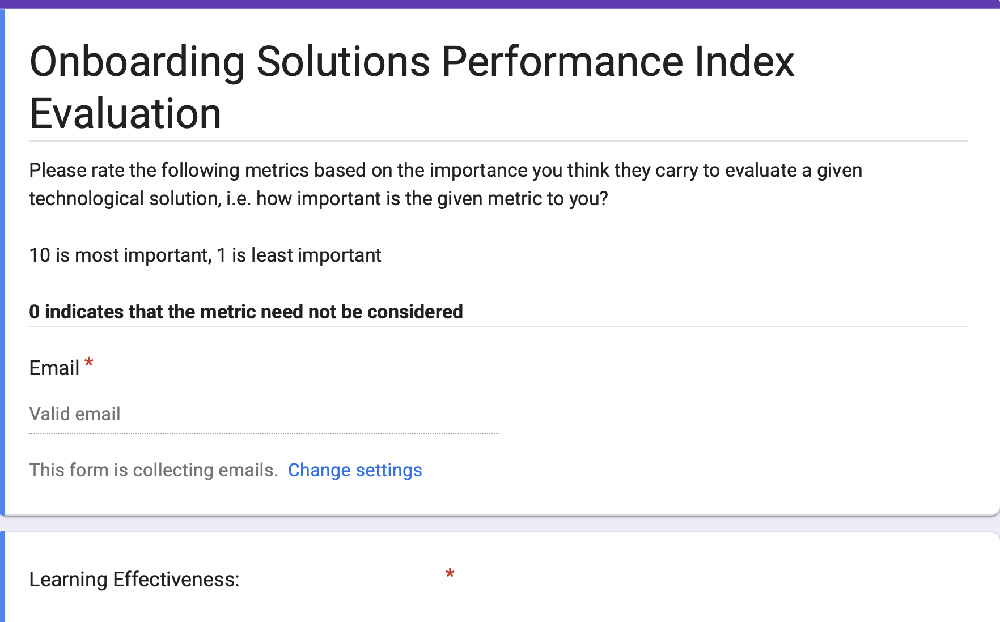 Onboarding Solutions Performance Index
Evaluation
Please rate the following metrics based on the importance you think they carry to evaluate a given
technological solution, i.e. how important is the given metric to you?
10 is most important, 1 is least important
0 indicates that the metric need not be considered
Email *
Valid email
This form is collecting emails. Change settings
Learning Effectiveness: *